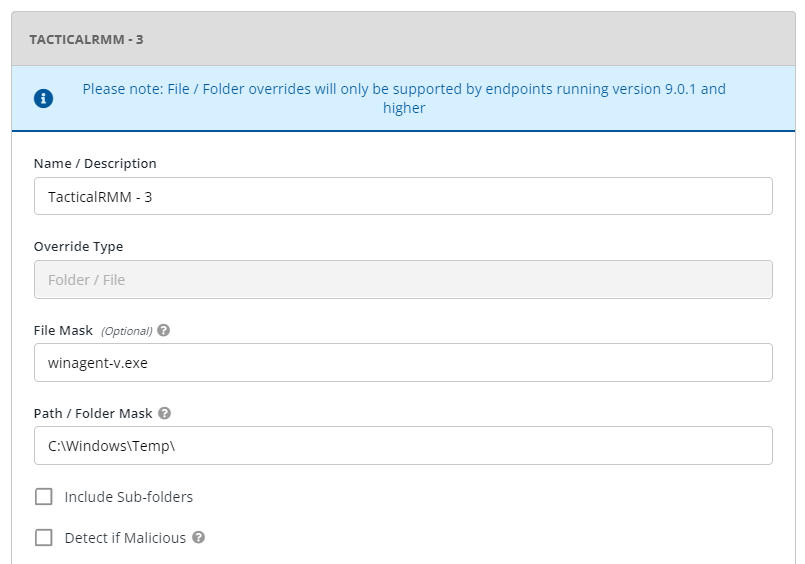 TACTICALRMM - 3
Please note: File / Folder overrides will only be supported by endpoints running version 9.0.1 and
higher
Name / Description
TacticalRMM - 3
Override Type
Folder / File
File Mask (Optional)
winagent-v.exe
Path / Folder Mask
C:\Windows\Temp\
Include Sub-folders
Detect if Malicious